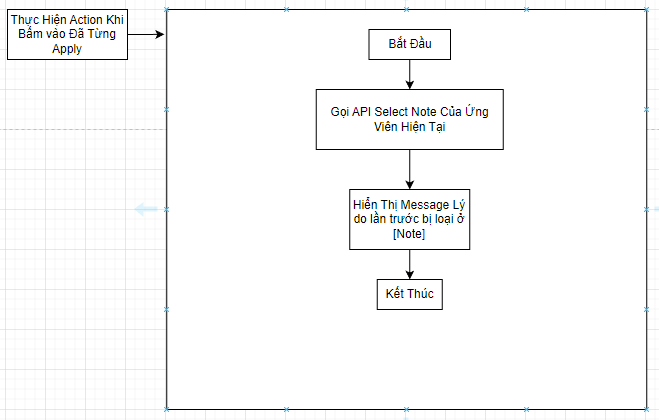 Thực Hiện Action Khi
Bấm vào Đã Từng
Apply
Bắt Đầu
Gọi API Select Note Của Ứng
Viên Hiện Tại
Hiển Thị Message Lý
do lần trước bị loại ở
[Note]
Kết Thúc